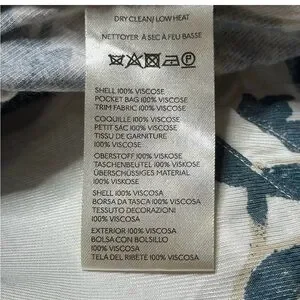 DRY CLEAN/ LOW HEAT
NETTOYER À SEC À FEU BASSE
P
SHELL 100% VISCOSE
POCKET BAG 100% VISCOSE
TRIM FABRIC 100% VISCOSE
COQUILLE 100% VISCOSE
PETIT SAC 100% VISCOSE
TISSU DE GARNITURE
100% VISCOSE
OBERSTOFF 100% VISKOSE
TASCHENBEUTEL 100% VISKOSE
ÜBERSCHÜSSIGES MATERIAL
100% VISKOSE
SHELL 100% VISCOSA
BORSA DA TASCA 100% VISCOSA
TESSUTO DECORAZIONI
100% VISCOSA
EXTERIOR 100% VISCOSA
BOLSA CON BOLSILLO
100% VISCOSA
TELA DEL RIBETE 100% VISCOSA